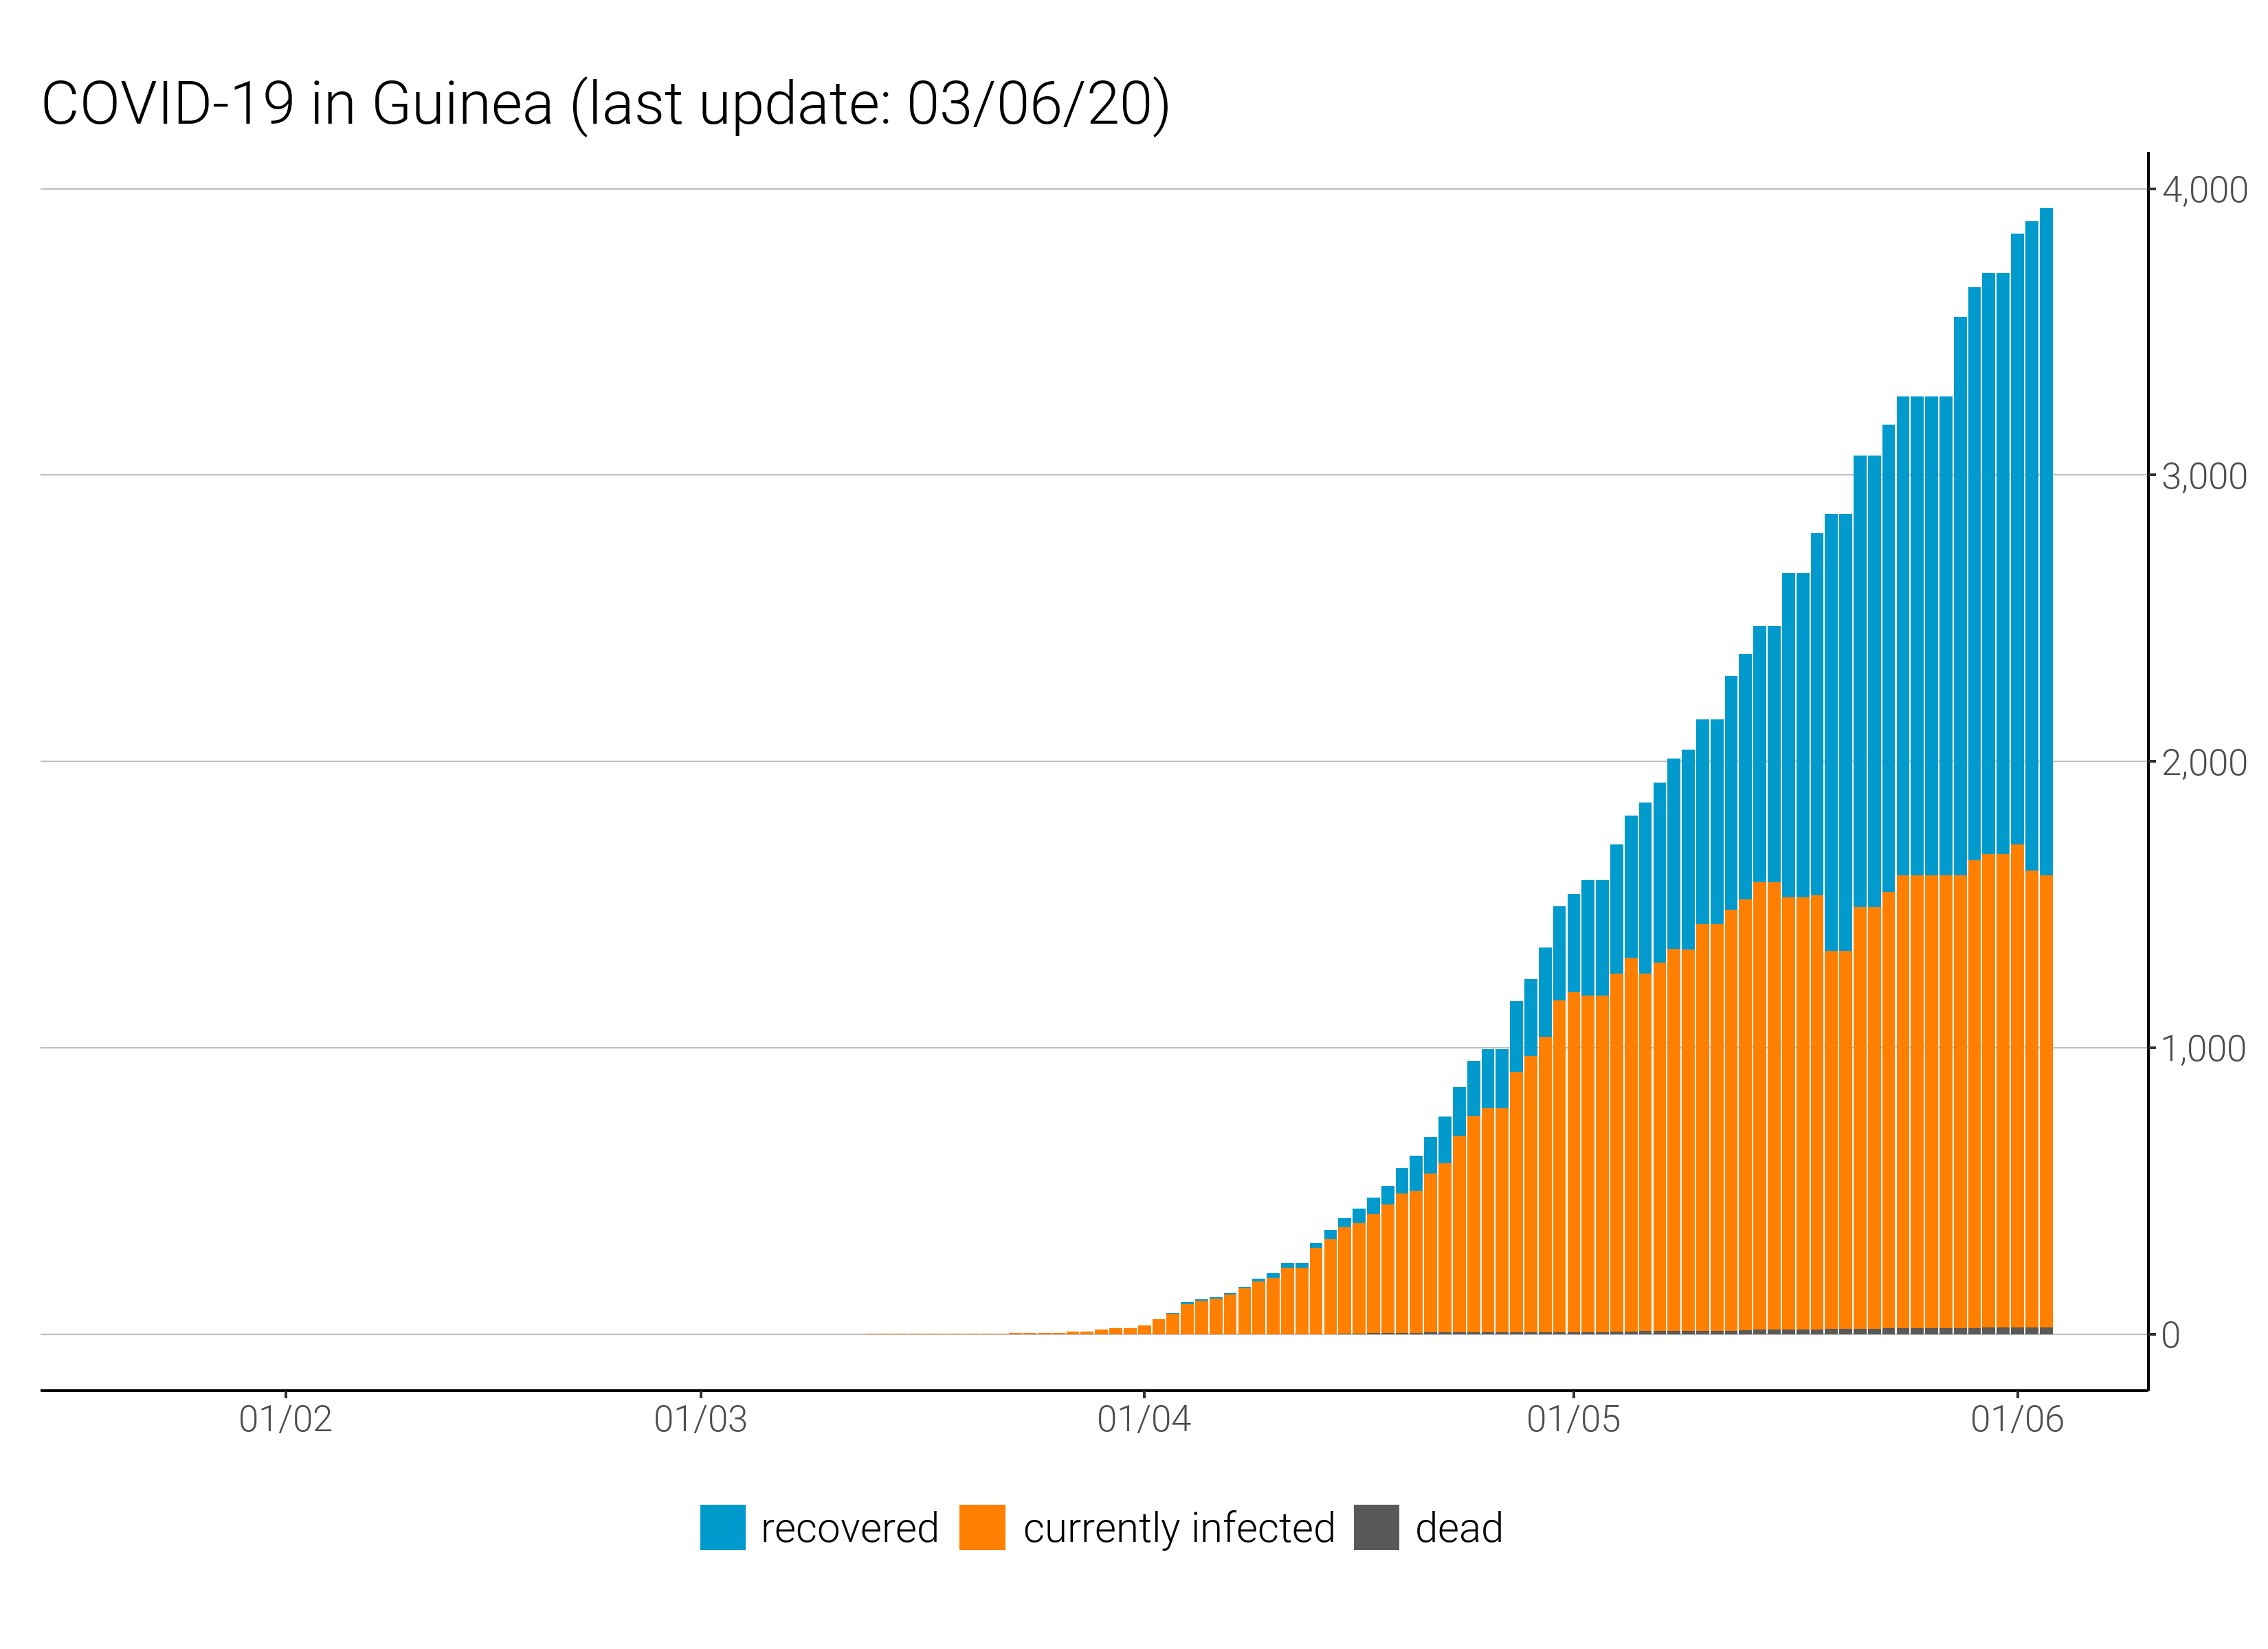 COVID-19 in Guinea (last update: 03/06/20)
4,000
3,000
2,000
1,000
0
01/02 01/03 01/04 01/05 01/06
recovered currently infected dead